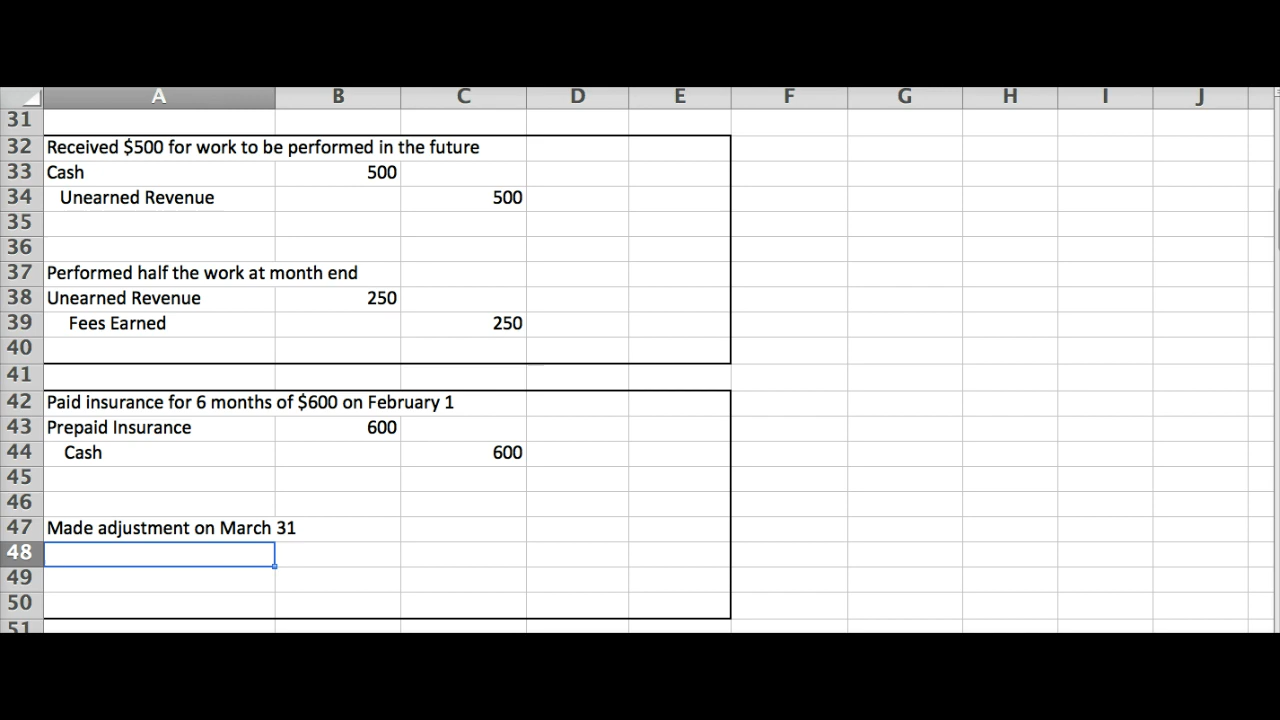 A B C D E F G H I J
31
32 Received $500 for work to be performed in the future
33 Cash 500
34 Unearned Revenue 500
35
36
37 Performed half the work at month end
38 Unearned Revenue 250
39 Fees Earned 250
40
41
42 Paid insurance for 6 months of $600 on February 1
43 Prepaid Insurance 600
44 Cash 600
45
46
47 Made adjustment on March 31
48
49
50
51